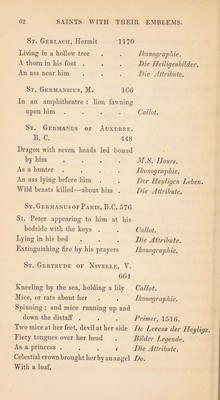 62 SAINTS WITH THEIR EMBLEMS.
ST. GERLACH, Hermit 1170
Living in a hollow tree . . Ikonographie.
A thorn in his foot . . . Die Heiligenbilder.
An ass near him . . . Die Attribute.
ST. GERMANICUS, M. 166
In an amphitheatre : lion fawning
upon him . . . . Callot.
ST. GERMANUS OF AUXERRE,
B. C. 448
Dragon with seven heads led bound
by him . . . . M.S. Hours.
As a hunter . . . . Ikonographie.
An ass lying before him . . Der Heyligen Leben.
Wild beasts killed—about him . Die Attribute.
ST. GERMANUS OF PARIS, B.C. 576
St. Peter appearing to him at his
bedside with the keys . . Callot.
Lying in his bed . . . Die Attribute.
Extinguishing fire by his prayers Ikonographie.
ST. GERTRUDE OF NIVELLE, V.
664
Kneeling by the sea, holding a lily Callot.
Mice, or rats about her . . Ikonographie.
Spinning ; and mice running up and
down the distaff . . . Primer, 1516.
Two mice at her feet, devil at her side De Levens der Heylige.
Fiery tongues over her head . Bilder Legende.
As a princess . . . . Die Attribute.
Celestial crown brought her by an angel Do.
With a loaf.